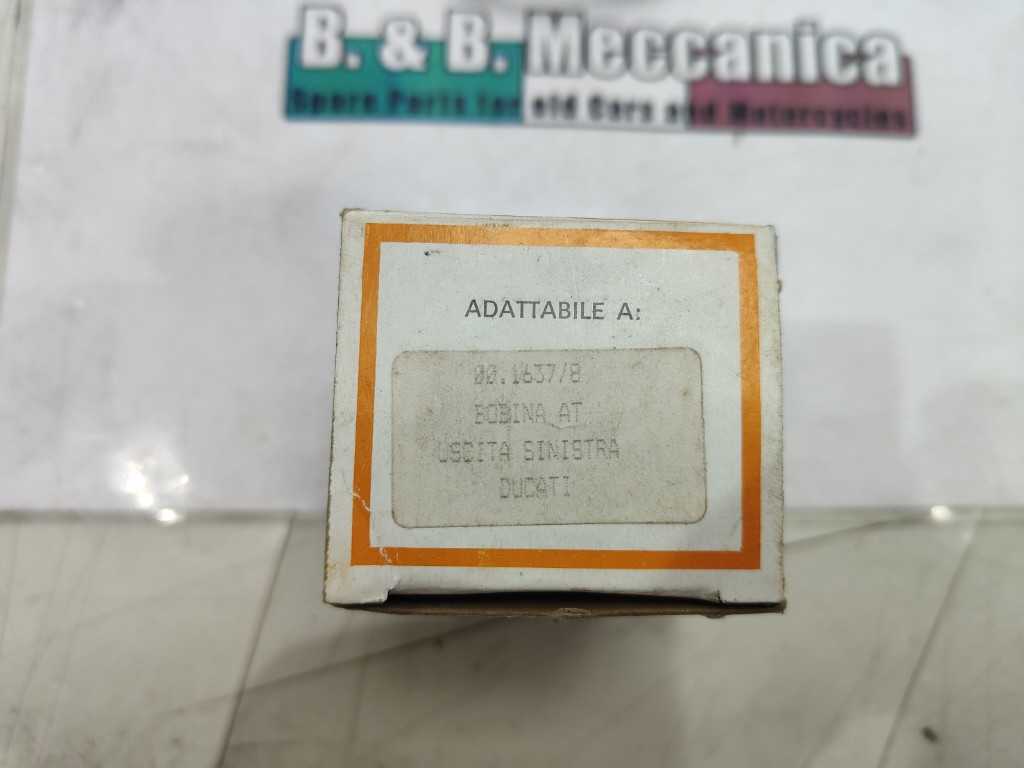 B. & B. Meccanica
Spare Parts for old Cars and Motorcycles
ADATTABILE A:
00.1637/8
BOBINA AT
USCITA SINISTRA
DUCATI